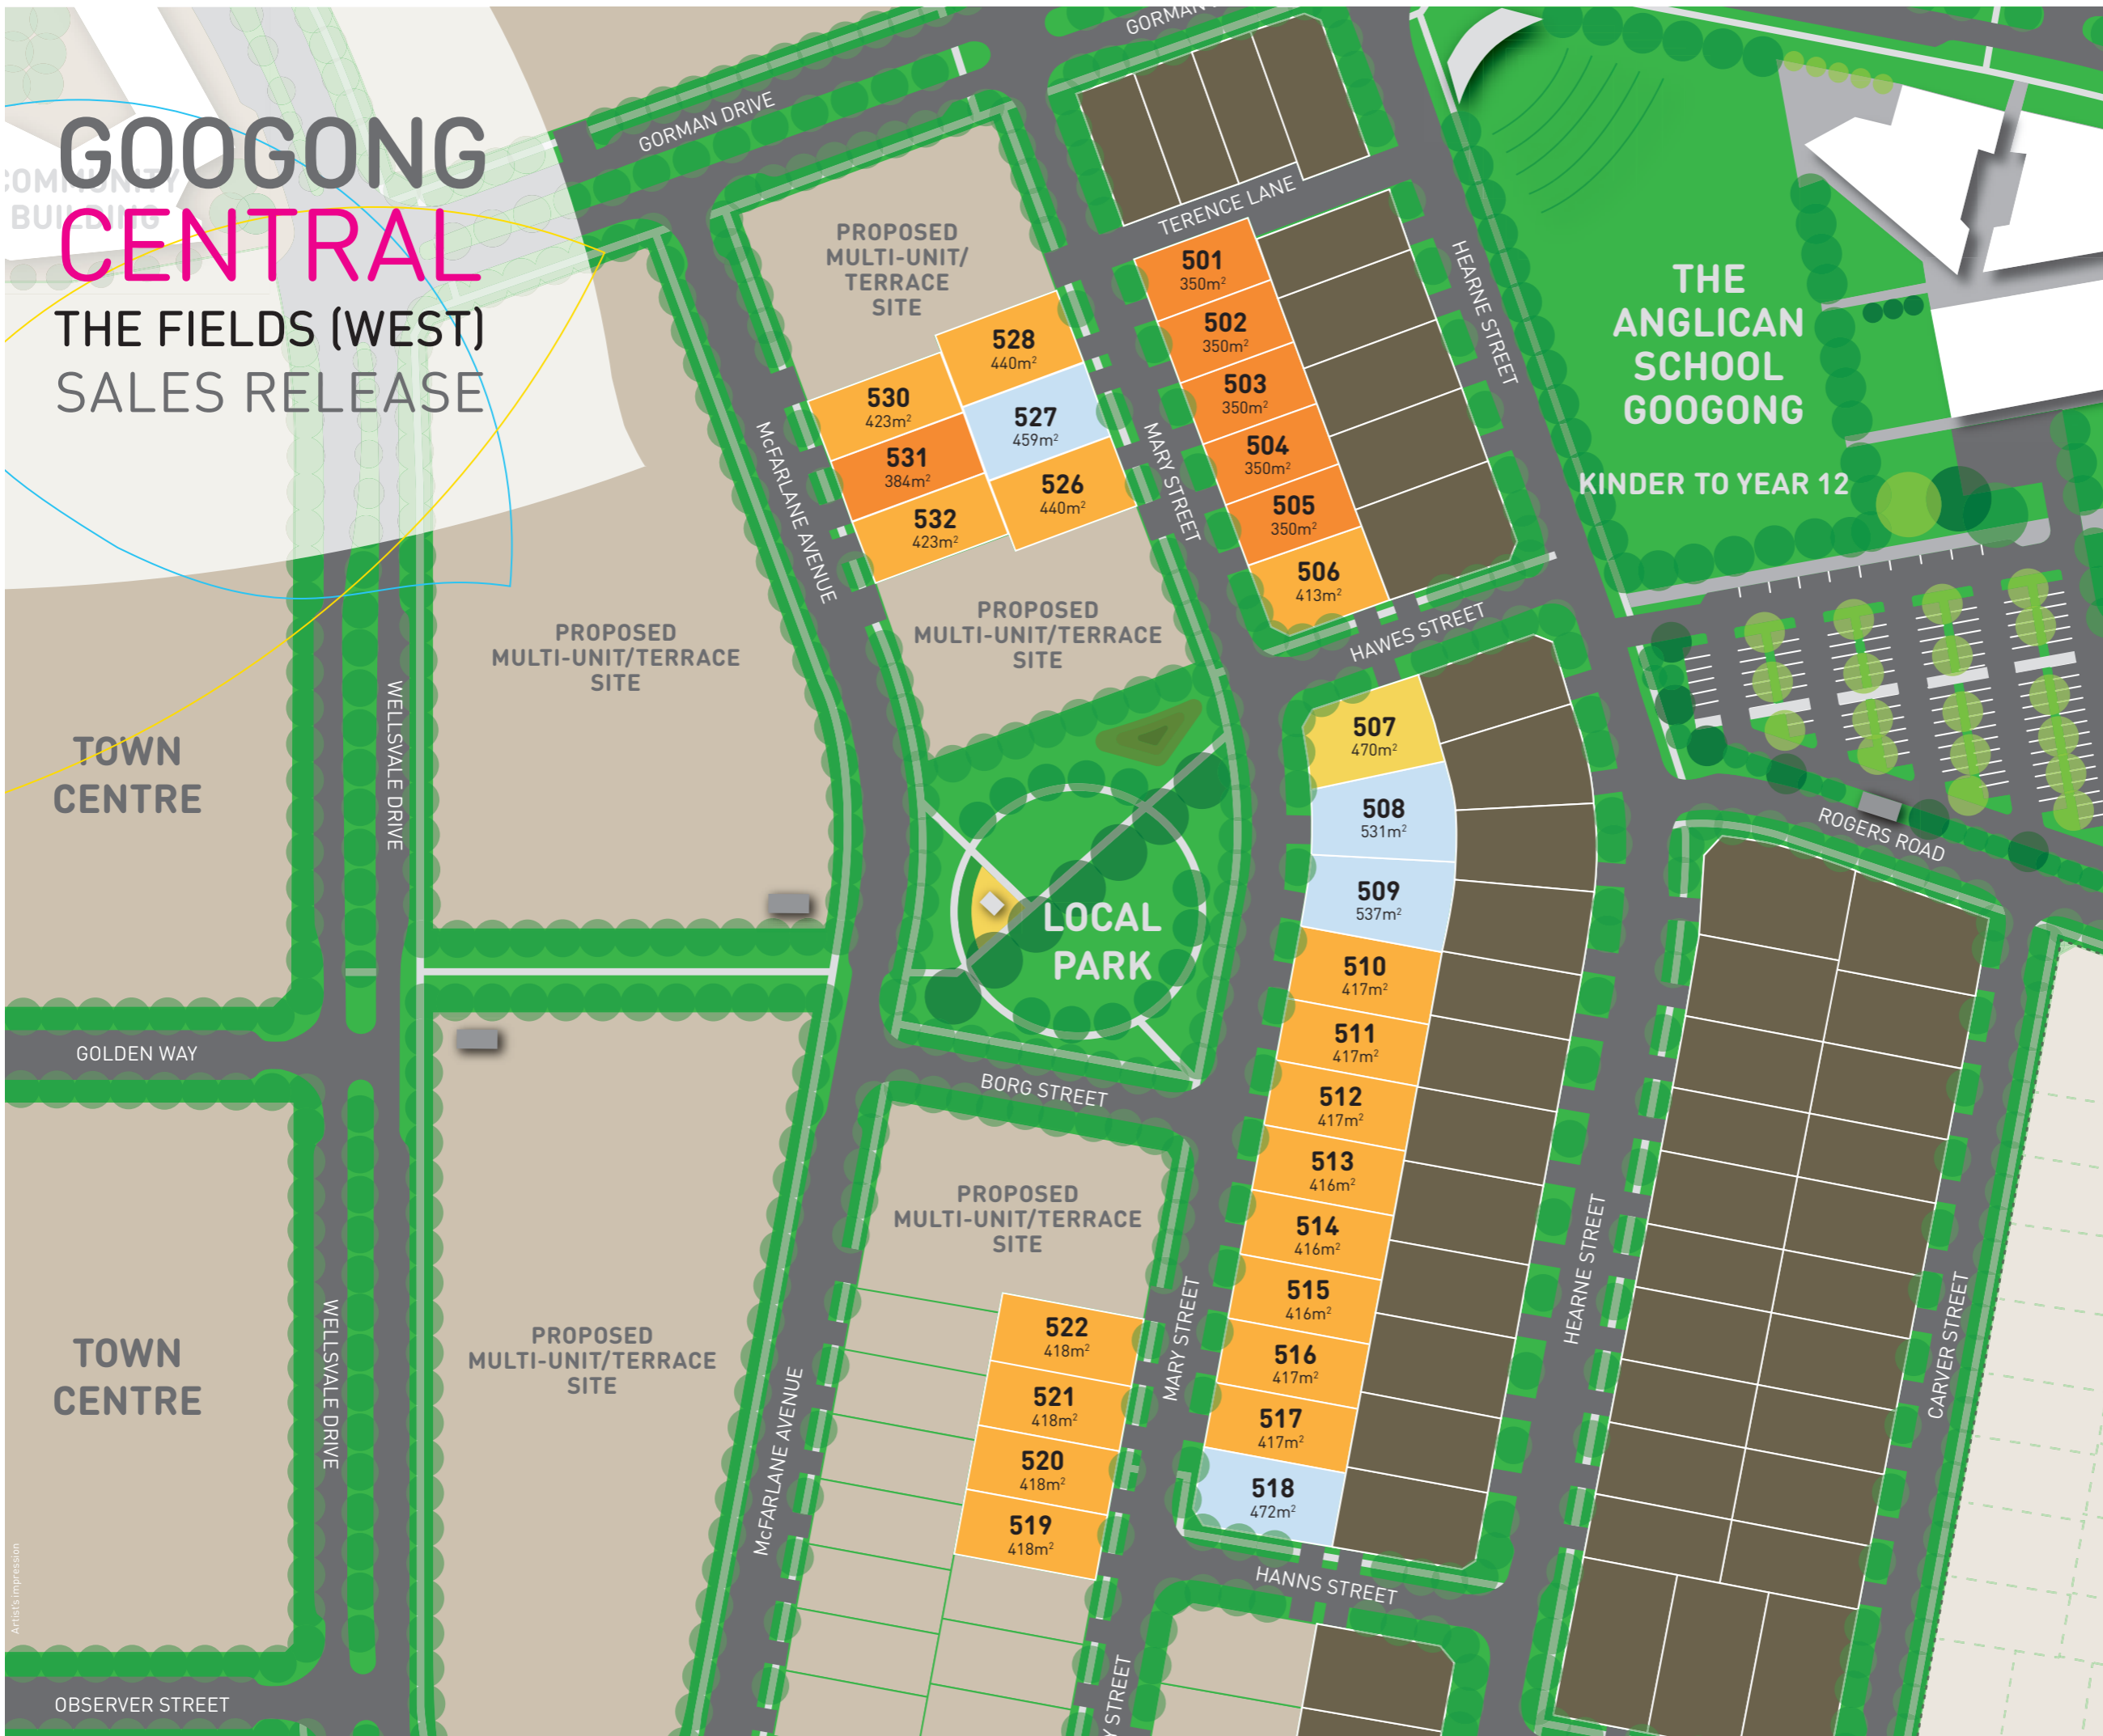 GOOGONG
CENTRAL
THE FIELDS (WEST)
SALES RELEASE
COMMUNITY
BUILDING
GORMAN DRIVE
GORMAN
TERENCE LANE
HEARNE STREET
THE
ANGLICAN
SCHOOL
GOOGONG
KINDER TO YEAR 12
PROPOSED
MULTI-UNIT/
TERRACE
SITE
501
350m²
502
350m²
503
350m²
504
350m²
505
350m²
506
413m²
528
440m²
527
459m²
526
440m²
530
423m²
531
384m²
532
423m²
McFARLANE AVENUE
MARY STREET
HAWES STREET
PROPOSED
MULTI-UNIT/TERRACE
SITE
PROPOSED
MULTI-UNIT/TERRACE
SITE
TOWN
CENTRE
WELLSVALE DRIVE
LOCAL
PARK
507
470m²
508
531m²
509
537m²
510
417m²
511
417m²
512
417m²
513
416m²
514
416m²
515
416m²
516
417m²
517
417m²
518
472m²
ROGERS ROAD
GOLDEN WAY
BORG STREET
PROPOSED
MULTI-UNIT/TERRACE
SITE
PROPOSED
MULTI-UNIT/TERRACE
SITE
TOWN
CENTRE
WELLSVALE DRIVE
McFARLANE AVENUE
522
418m²
521
418m²
520
418m²
519
418m²
MARY STREET
HEARNE STREET
CARVER STREET
HANNS STREET
Y STREET
OBSERVER STREET
Artist's impression